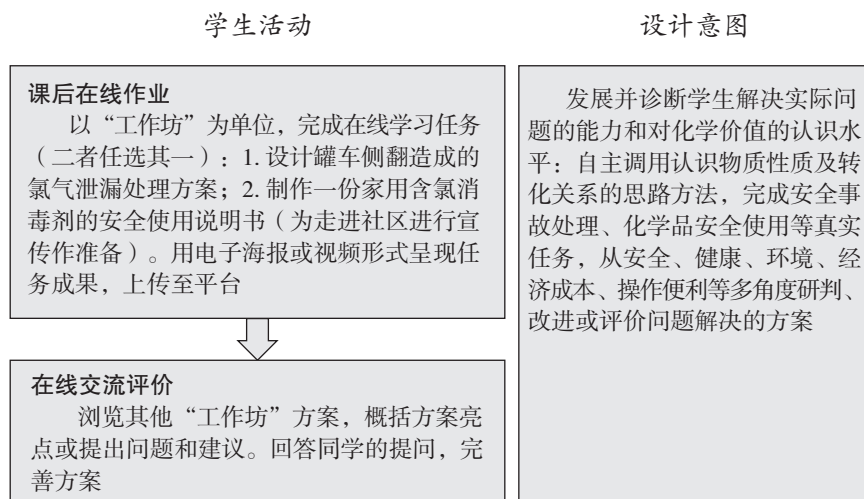 学生活动
设计意图
课后在线作业
以“工作坊”为单位，完成在线学习任务
（二者任选其一）：1. 设计罐车侧翻造成的
氯气泄漏处理方案；2. 制作一份家用含氯消
毒剂的安全使用说明书（为走进社区进行宣
传作准备）。用电子海报或视频形式呈现任
务成果，上传至平台
在线交流评价
浏览其他“工作坊”方案，概括方案亮
点或提出问题和建议。回答同学的提问，完
善方案
发展并诊断学生解决实际问
题的能力和对化学价值的认识水
平：自主调用认识物质性质及转
化关系的思路方法，完成安全事
故处理、化学品安全使用等真实
任务，从安全、健康、环境、经
济成本、操作便利等多角度研判、
改进或评价问题解决的方案